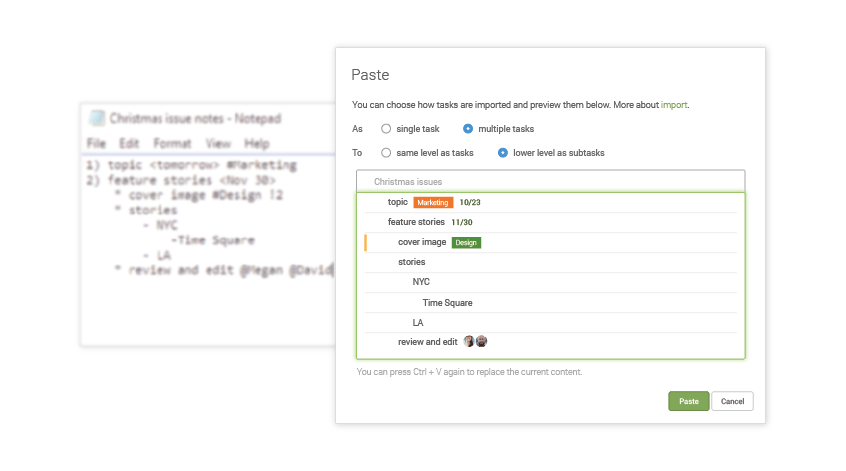 Christmas issue notes - Notepad
File Edit Format View Help
1) topic <tomorrow> #Marketing
2) feature stories <Nov 30>
* cover image #Design !2
* stories
- NYC
-Time Square
- LA
* review and edit @Megan @David
Paste
You can choose how tasks are imported and preview them below. More about import.
As single task multiple tasks
To same level as tasks lower level as subtasks
Christmas issues
topic Marketing 10/23
feature stories 11/30
cover image Design
stories
NYC
Time Square
LA
review and edit
You can press Ctrl + V again to replace the current content.
Paste Cancel